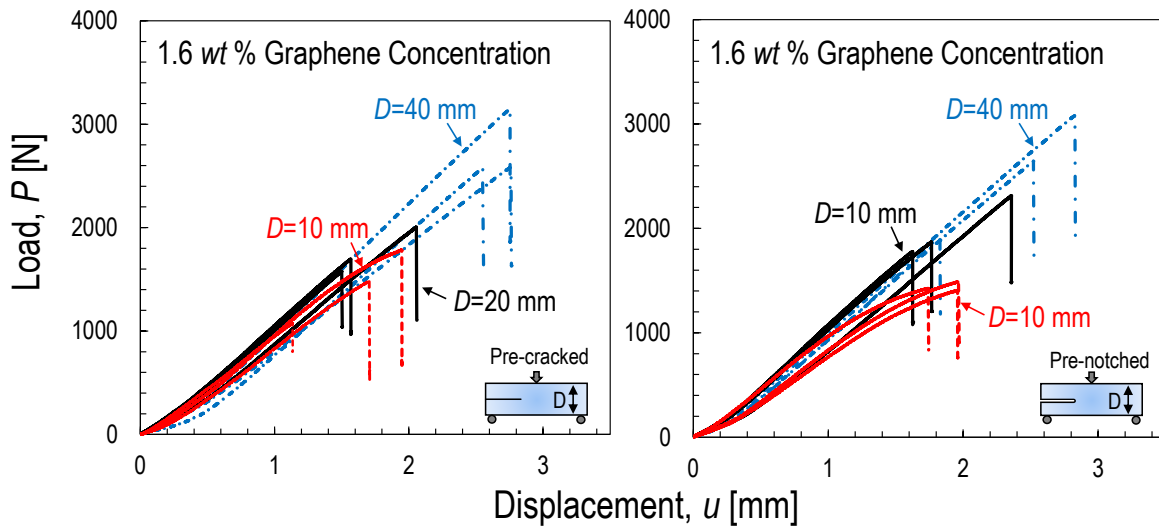 Load, P [N]
4000
3000
2000
1000
0
1.6 wt % Graphene Concentration
D=40 mm
D=10 mm
D=20 mm
Pre-cracked
D
0
1
2
3
4000
3000
2000
1000
0
1.6 wt % Graphene Concentration
D=40 mm
D=10 mm
D=10 mm
Pre-notched
D
0
1
2
3
Displacement, u [mm]